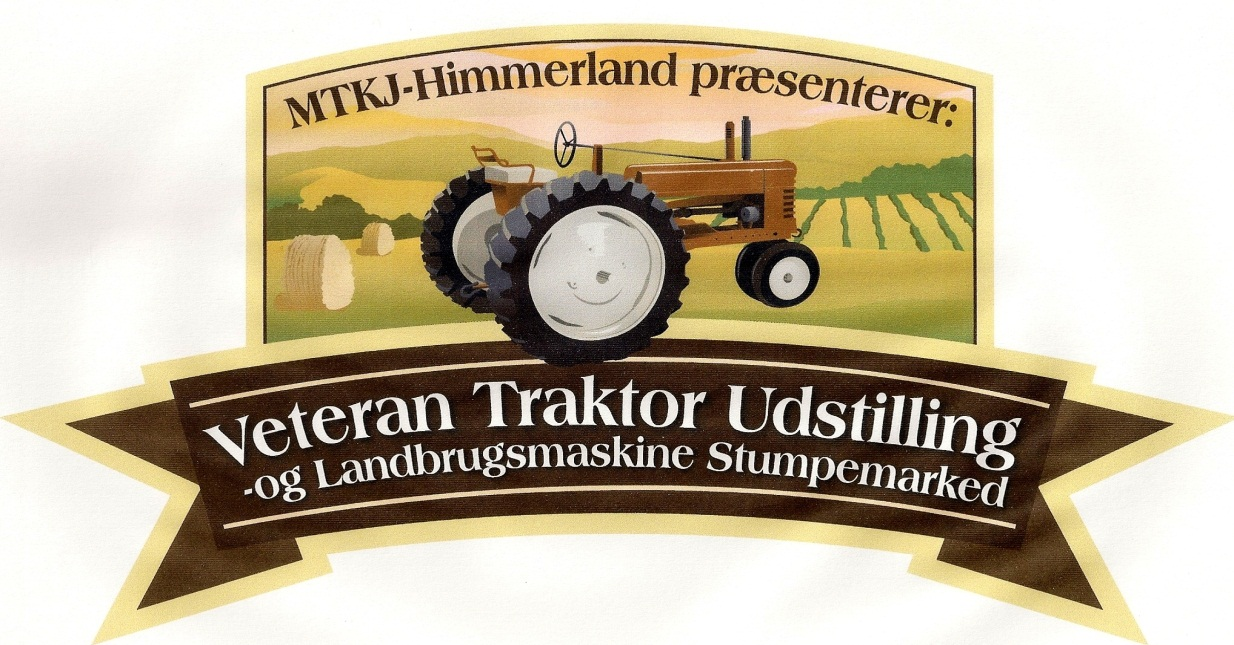 MTKJ-Himmerland præsenterer:
Veteran Traktor Udstilling
-og Landbrugsmaskine Stumpemarked